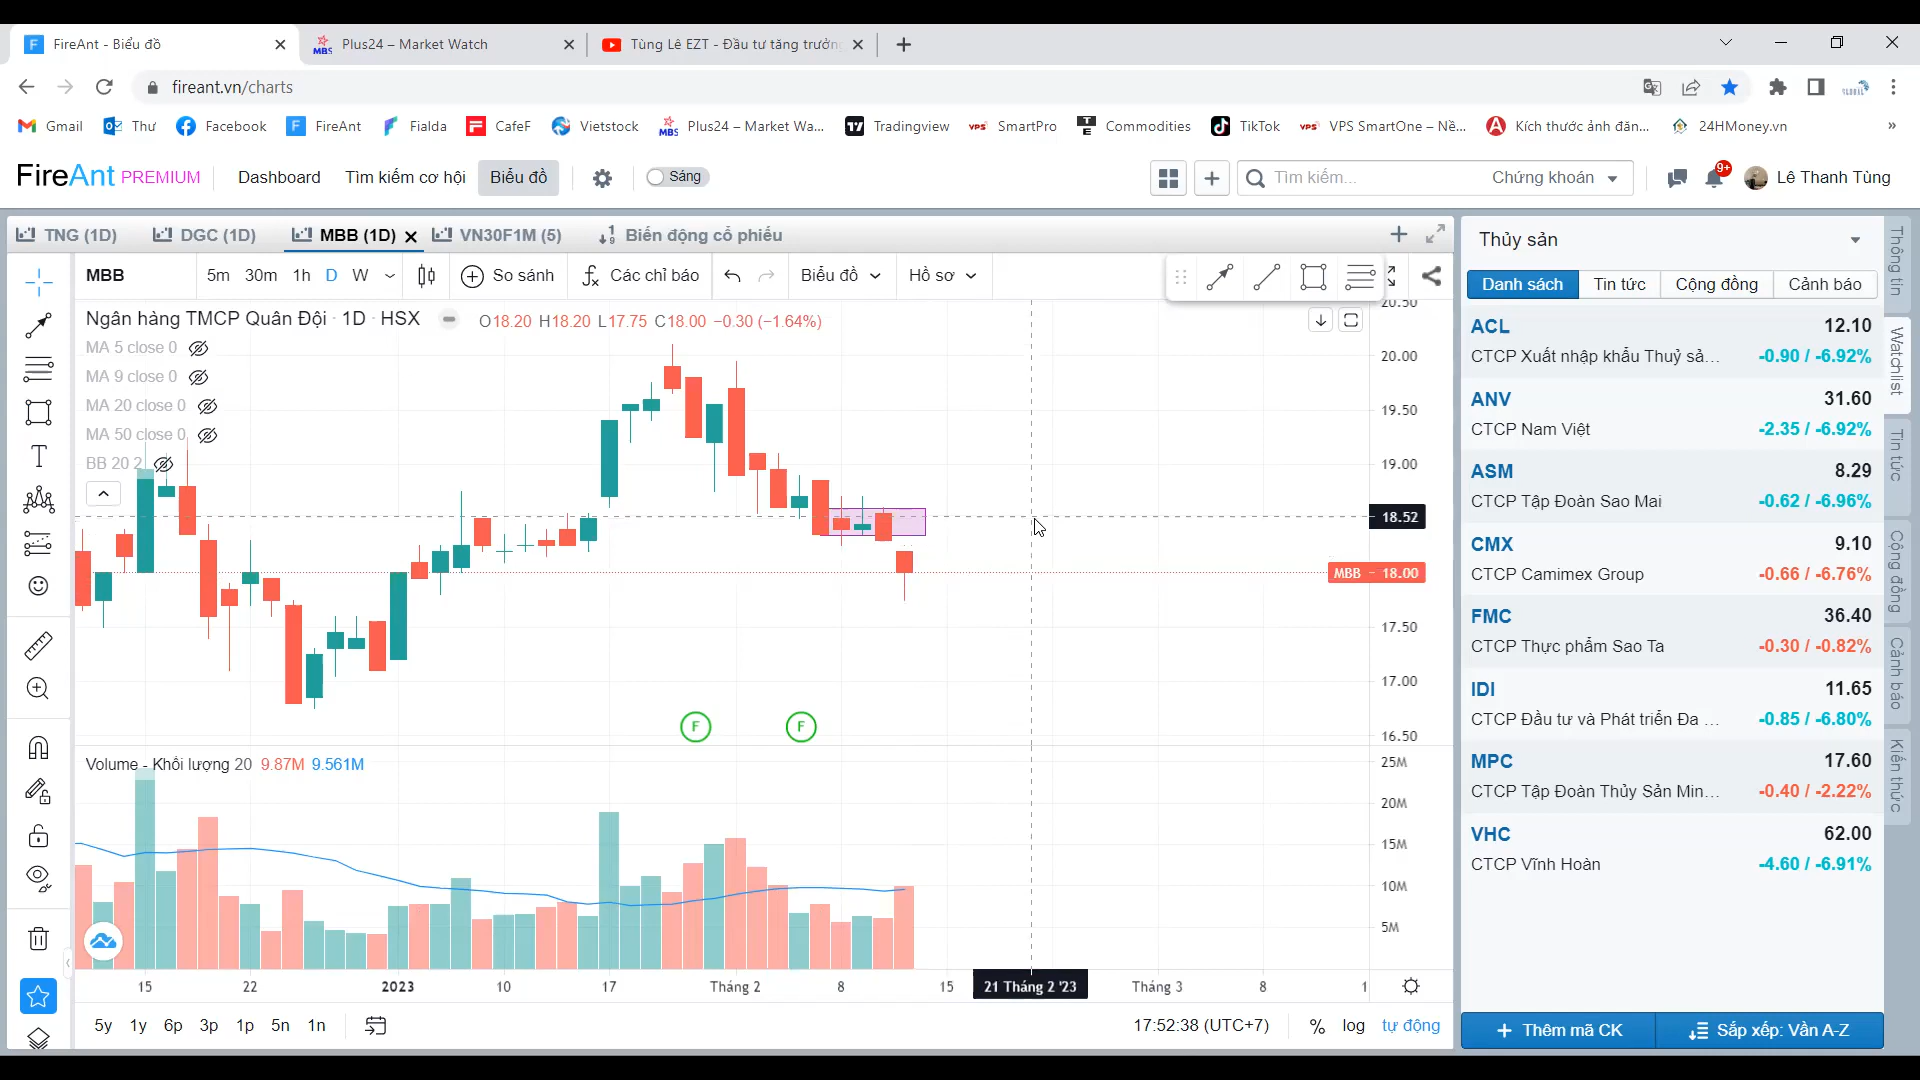 FireAnt - Biểu đồ
Plus24 – Market Watch
Tùng Lê EZT - Đầu tư tăng trưởng
fireant.vn/charts
Gmail Thư Facebook FireAnt Fialda CafeF Vietstock Plus24 – Market Wa... Tradingview SmartPro Commodities TikTok VPS SmartOne – Nề... Kích thước ảnh đăn... 24HMoney.vn
FireAnt PREMIUM Dashboard Tìm kiếm cơ hội Biểu đồ Sáng Tìm kiếm... Chứng khoán 9+ Lê Thanh Tùng
TNG (1D) DGC (1D) MBB (1D) VN30F1M (5) Biến động cổ phiếu
MBB 5m 30m 1h D W So sánh Các chỉ báo Biểu đồ Hồ sơ
Ngân hàng TMCP Quân Đội · 1D · HSX O18.20 H18.20 L17.75 C18.00 −0.30 (−1.64%)
MA 5 close 0
MA 9 close 0
MA 20 close 0
MA 50 close 0
BB 20 2
20.50
20.00
19.50
19.00
18.52
MBB 18.00
17.50
17.00
16.50
F F
Volume - Khối lượng 20 9.87M 9.561M
25M
20M
15M
10M
5M
15 22 2023 10 17 Tháng 2 8 15 21 Tháng 2 '23 Tháng 3 8 1
5y 1y 6p 3p 1p 5n 1n 17:52:38 (UTC+7) % log tự động
Thủy sản
Danh sách Tin tức Cộng đồng Cảnh báo
ACL 12.10
CTCP Xuất nhập khẩu Thuỷ sả... -0.90 / -6.92%
ANV 31.60
CTCP Nam Việt -2.35 / -6.92%
ASM 8.29
CTCP Tập Đoàn Sao Mai -0.62 / -6.96%
CMX 9.10
CTCP Camimex Group -0.66 / -6.76%
FMC 36.40
CTCP Thực phẩm Sao Ta -0.30 / -0.82%
IDI 11.65
CTCP Đầu tư và Phát triển Đa ... -0.85 / -6.80%
MPC 17.60
CTCP Tập Đoàn Thủy Sản Min... -0.40 / -2.22%
VHC 62.00
CTCP Vĩnh Hoàn -4.60 / -6.91%
Thêm mã CK Sắp xếp: Vần A-Z
Thông tin
Watchlist
Tin tức
Cộng đồng
Cảnh báo
Kiến thức